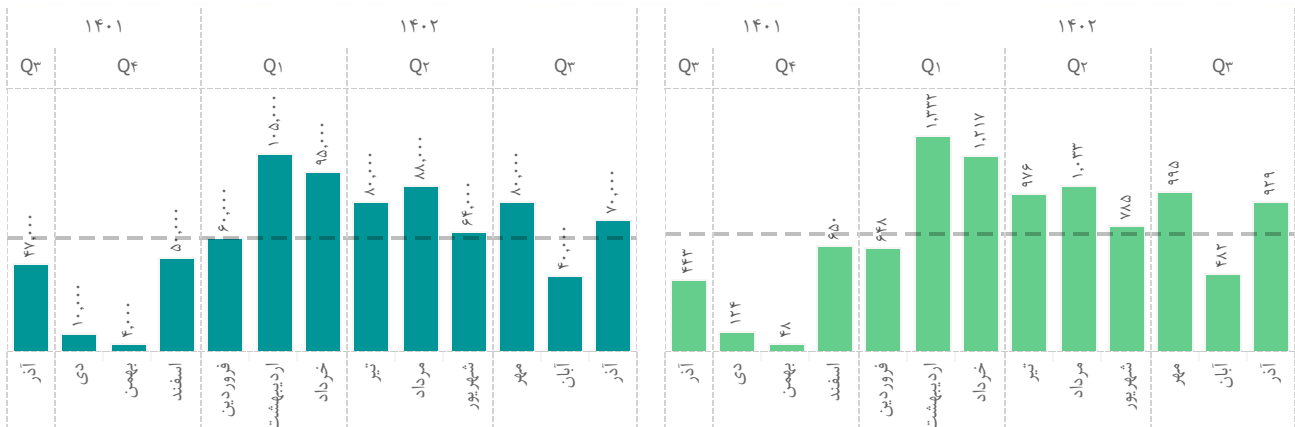 ۱۴۰۱ ۱۴۰۲
Q۳ Q۴ Q۱ Q۲ Q۳
۴۷,۰۰۰ ۱۰,۰۰۰ ۴,۰۰۰ ۵۰,۰۰۰ ۶۰,۰۰۰ ۱۰۵,۰۰۰ ۹۵,۰۰۰ ۸۰,۰۰۰ ۸۸,۰۰۰ ۶۴,۰۰۰ ۸۰,۰۰۰ ۴۰,۰۰۰ ۷۰,۰۰۰
آذر دی بهمن اسفند فروردین اردیبهشت خرداد تیر مرداد شهریور مهر آبان آذر
۱۴۰۱ ۱۴۰۲
Q۳ Q۴ Q۱ Q۲ Q۳
۴۴۳ ۱۲۴ ۴۸ ۶۵۰ ۶۴۸ ۱,۳۳۲ ۱,۲۱۷ ۹۷۶ ۱,۰۳۳ ۷۸۵ ۹۹۵ ۴۸۲ ۹۲۹
آذر دی بهمن اسفند فروردین اردیبهشت خرداد تیر مرداد شهریور مهر آبان آذر